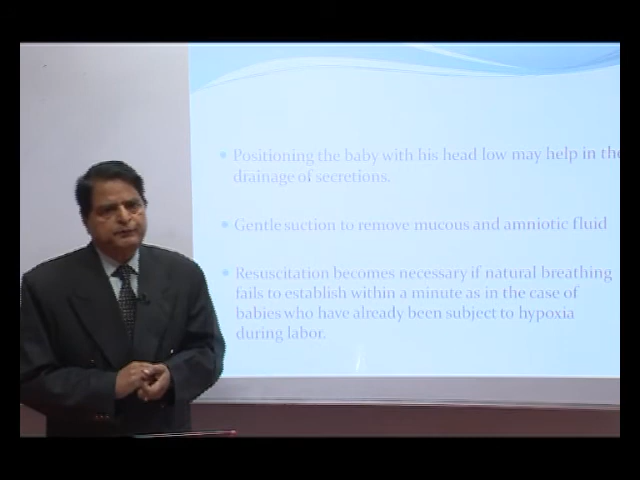 Positioning the baby with his head low may help in the
drainage of secretions.
Gentle suction to remove mucous and amniotic fluid
Resuscitation becomes necessary if natural breathing
fails to establish within a minute as in the case of
babies who have already been subject to hypoxia
during labor.